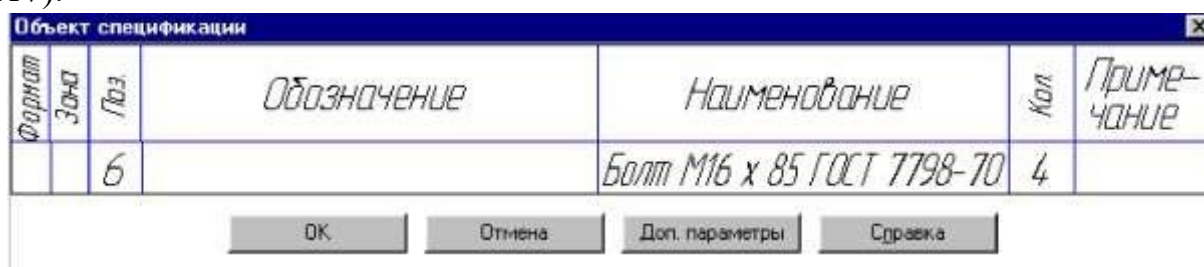 Объект спецификации
Формат Зона Поз. Обозначение Наименование Кол. Приме-
чание
6 Болт М16 х 85 ГОСТ 7798-70 4
ОК Отмена Доп. параметры Справка